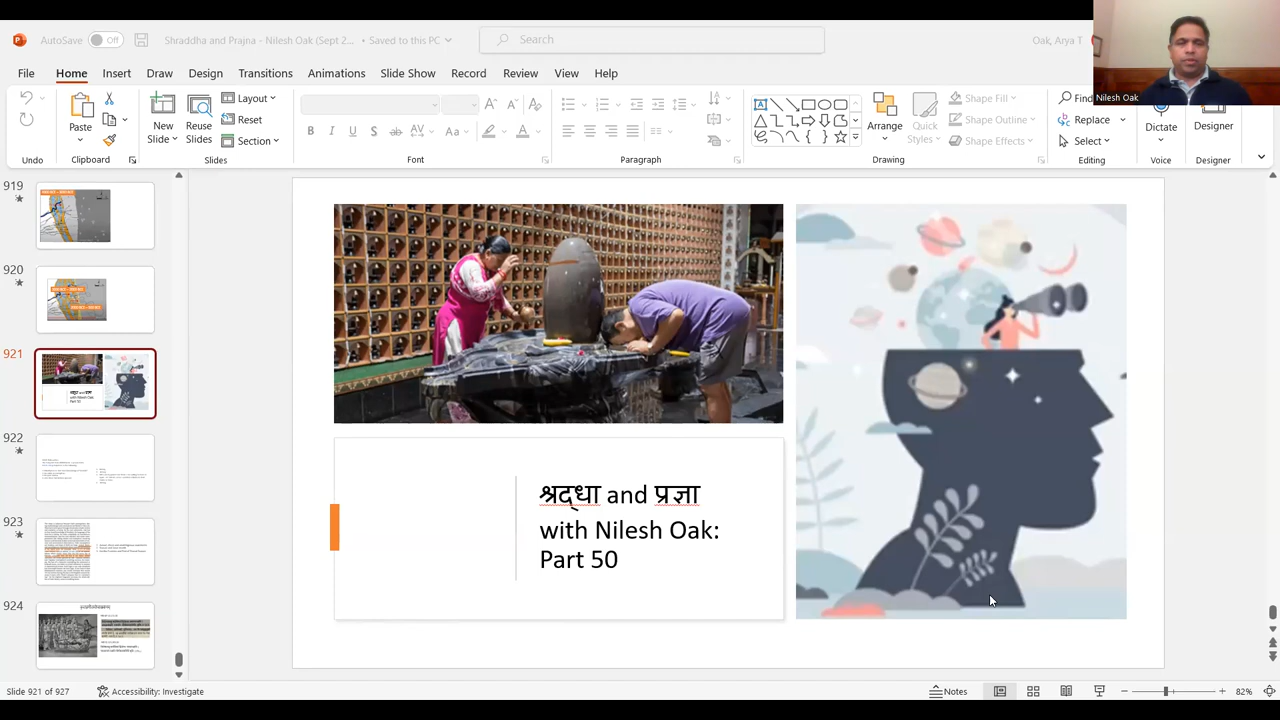 AutoSave
Off
Shraddha and Prajna - Nilesh Oak (Sept 2... • Saved to this PC
Search
Oak, Arya T
File Home Insert Draw Design Transitions Animations Slide Show Record Review View Help
Paste
New
Slide
Reuse
Slides
Layout
Reset
Section
Arrange
Quick
Styles
Shape Fill
Shape Outline
Shape Effects
Replace
Select
Dictate
Designer
Undo
Clipboard
Slides
Font
Paragraph
Drawing
Editing
Voice
Designer
Nilesh Oak
919
920
921
922
923
924
श्रद्धा and प्रज्ञा
with Nilesh Oak:
Part 50
Slide 921 of 927
Accessibility: Investigate
Notes
82%